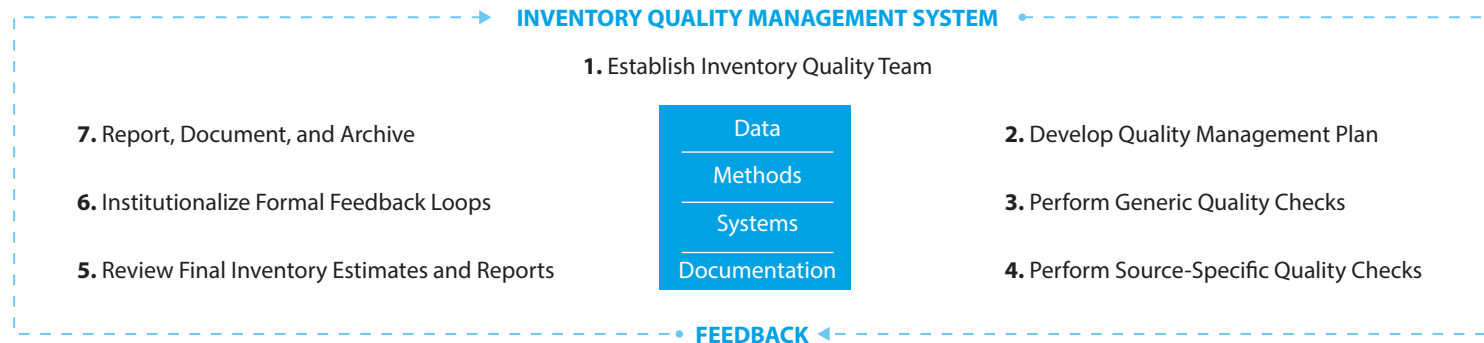 INVENTORY QUALITY MANAGEMENT SYSTEM
1. Establish Inventory Quality Team
7. Report, Document, and Archive
6. Institutionalize Formal Feedback Loops
5. Review Final Inventory Estimates and Reports
Data
Methods
Systems
Documentation
2. Develop Quality Management Plan
3. Perform Generic Quality Checks
4. Perform Source-Specific Quality Checks
FEEDBACK